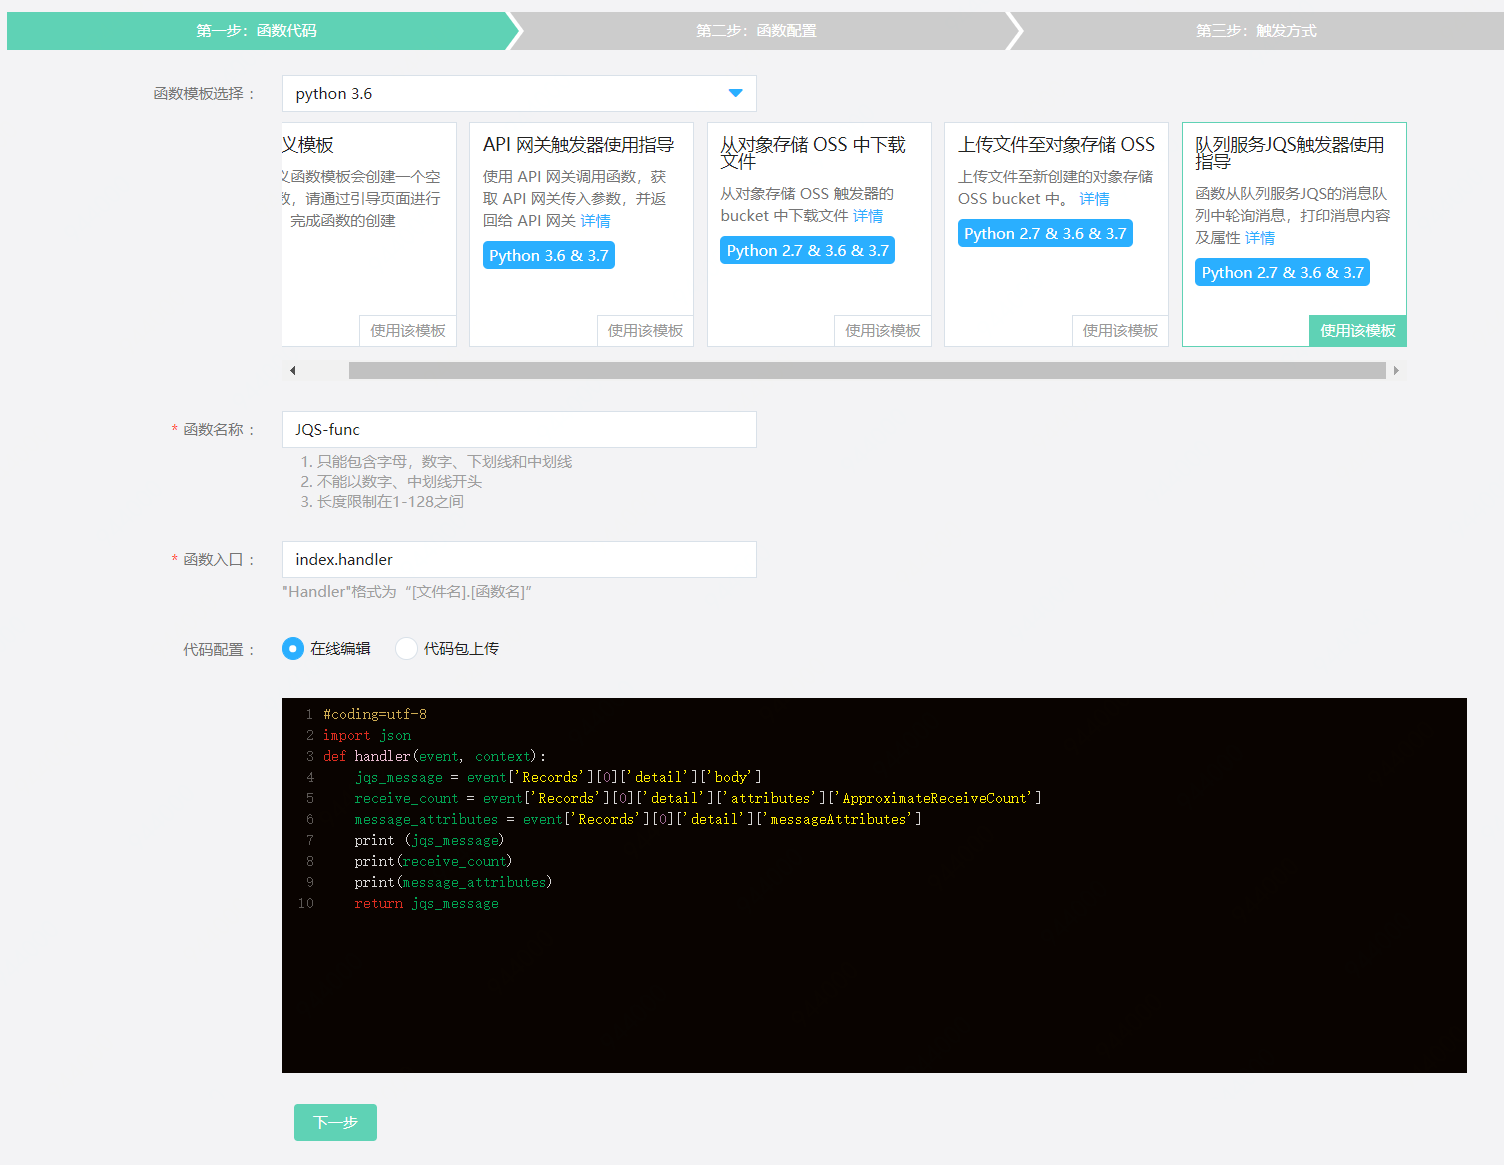 第一步：函数代码
第二步：函数配置
第三步：触发方式
函数模板选择：
python 3.6
义模板
义函数模板会创建一个空
数，请通过引导页面进行
完成函数的创建
使用该模板
API 网关触发器使用指导
使用 API 网关调用函数，获
取 API 网关传入参数，并返
回给 API 网关 详情
Python 3.6 & 3.7
使用该模板
从对象存储 OSS 中下载
文件
从对象存储 OSS 触发器的
bucket 中下载文件 详情
Python 2.7 & 3.6 & 3.7
使用该模板
上传文件至对象存储 OSS
上传文件至新创建的对象存储
OSS bucket 中。 详情
Python 2.7 & 3.6 & 3.7
使用该模板
队列服务JQS触发器使用
指导
函数从队列服务JQS的消息队
列中轮询消息，打印消息内容
及属性 详情
Python 2.7 & 3.6 & 3.7
使用该模板
* 函数名称：
JQS-func
1. 只能包含字母，数字、下划线和中划线
2. 不能以数字、中划线开头
3. 长度限制在1-128之间
* 函数入口：
index.handler
"Handler"格式为“[文件名].[函数名]”
代码配置：
在线编辑
代码包上传
1 #coding=utf-8
2 import json
3 def handler(event, context):
4     jqs_message = event['Records'][0]['detail']['body']
5     receive_count = event['Records'][0]['detail']['attributes']['ApproximateReceiveCount']
6     message_attributes = event['Records'][0]['detail']['messageAttributes']
7     print (jqs_message)
8     print(receive_count)
9     print(message_attributes)
10     return jqs_message
下一步